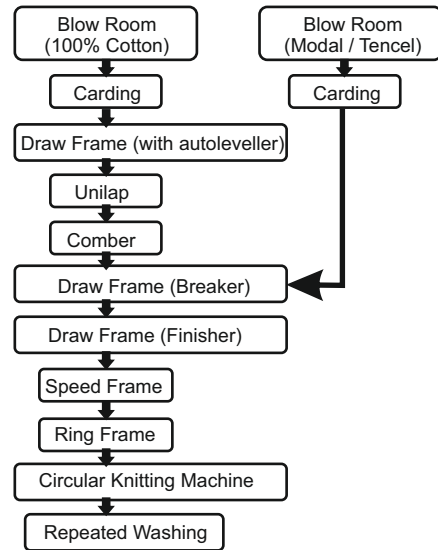 Blow Room
(100% Cotton)
Blow Room
(Modal / Tencel)
Carding
Carding
Draw Frame (with autoleveller)
Unilap
Comber
Draw Frame (Breaker)
Draw Frame (Finisher)
Speed Frame
Ring Frame
Circular Knitting Machine
Repeated Washing